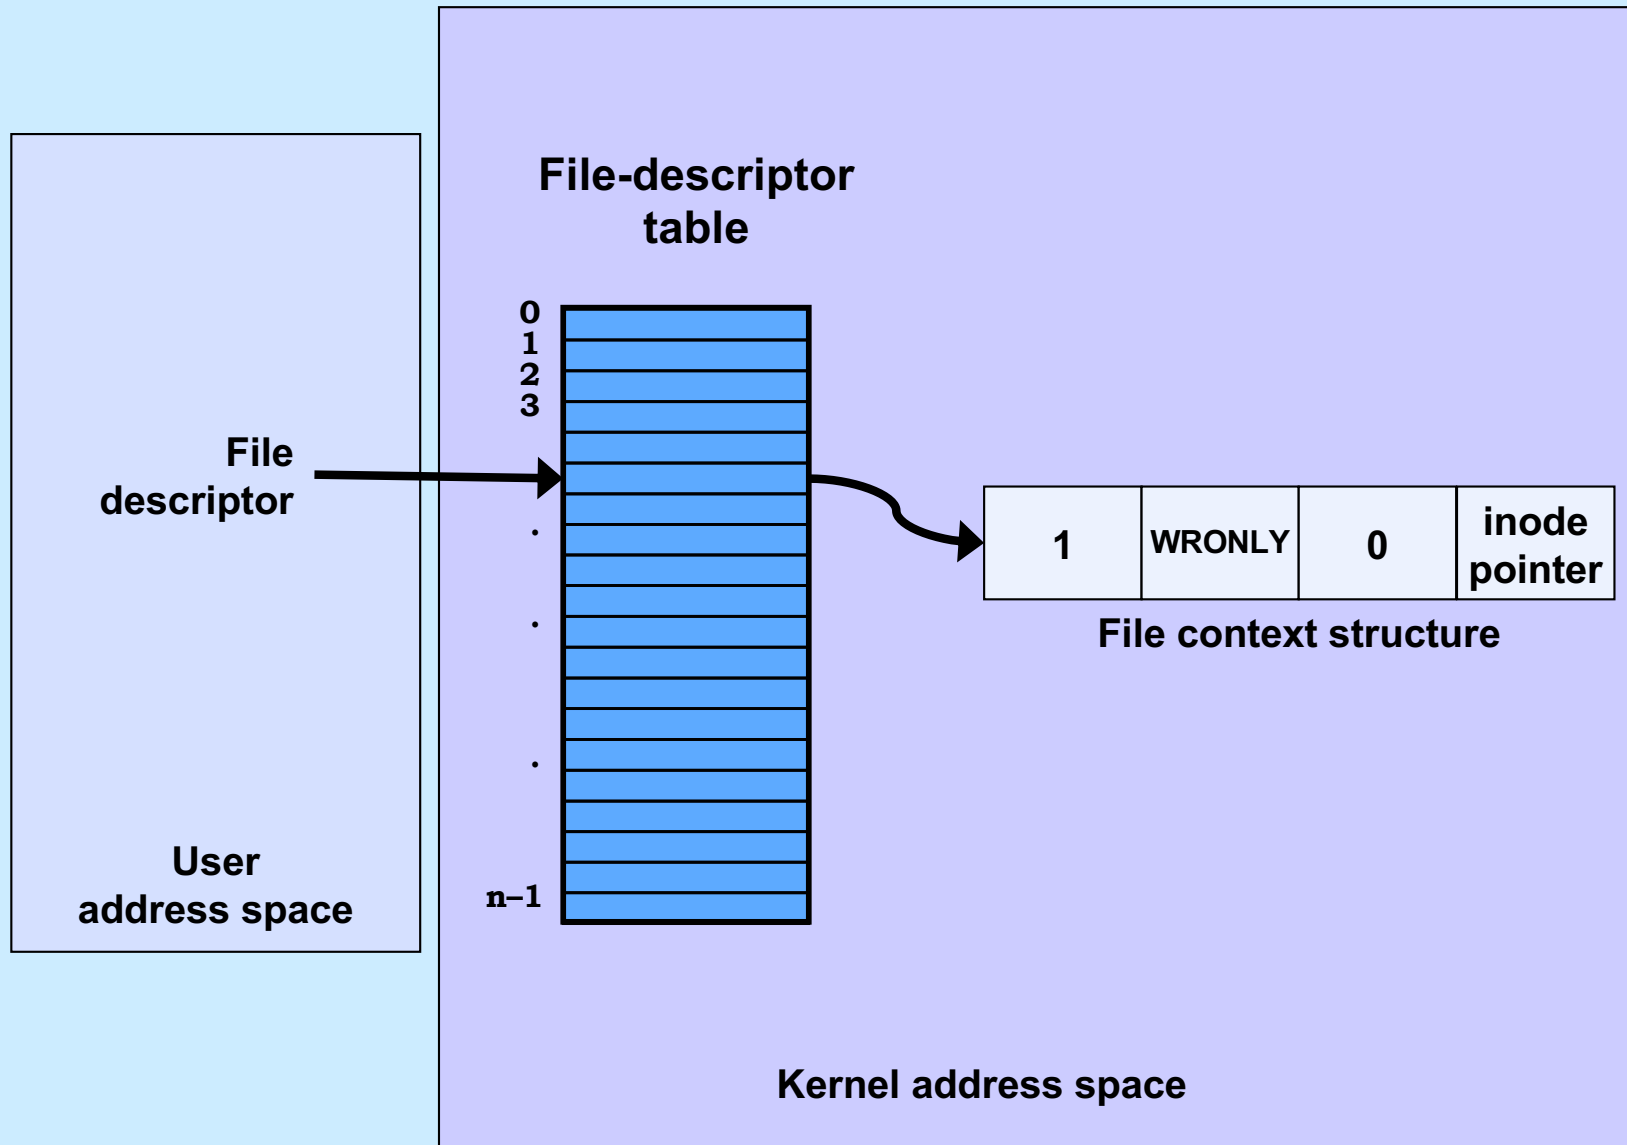 File-descriptor
table
0
1
2
3
.
.
.
n–1
File
descriptor
User
address space
1
WRONLY
0
inode
pointer
File context structure
Kernel address space